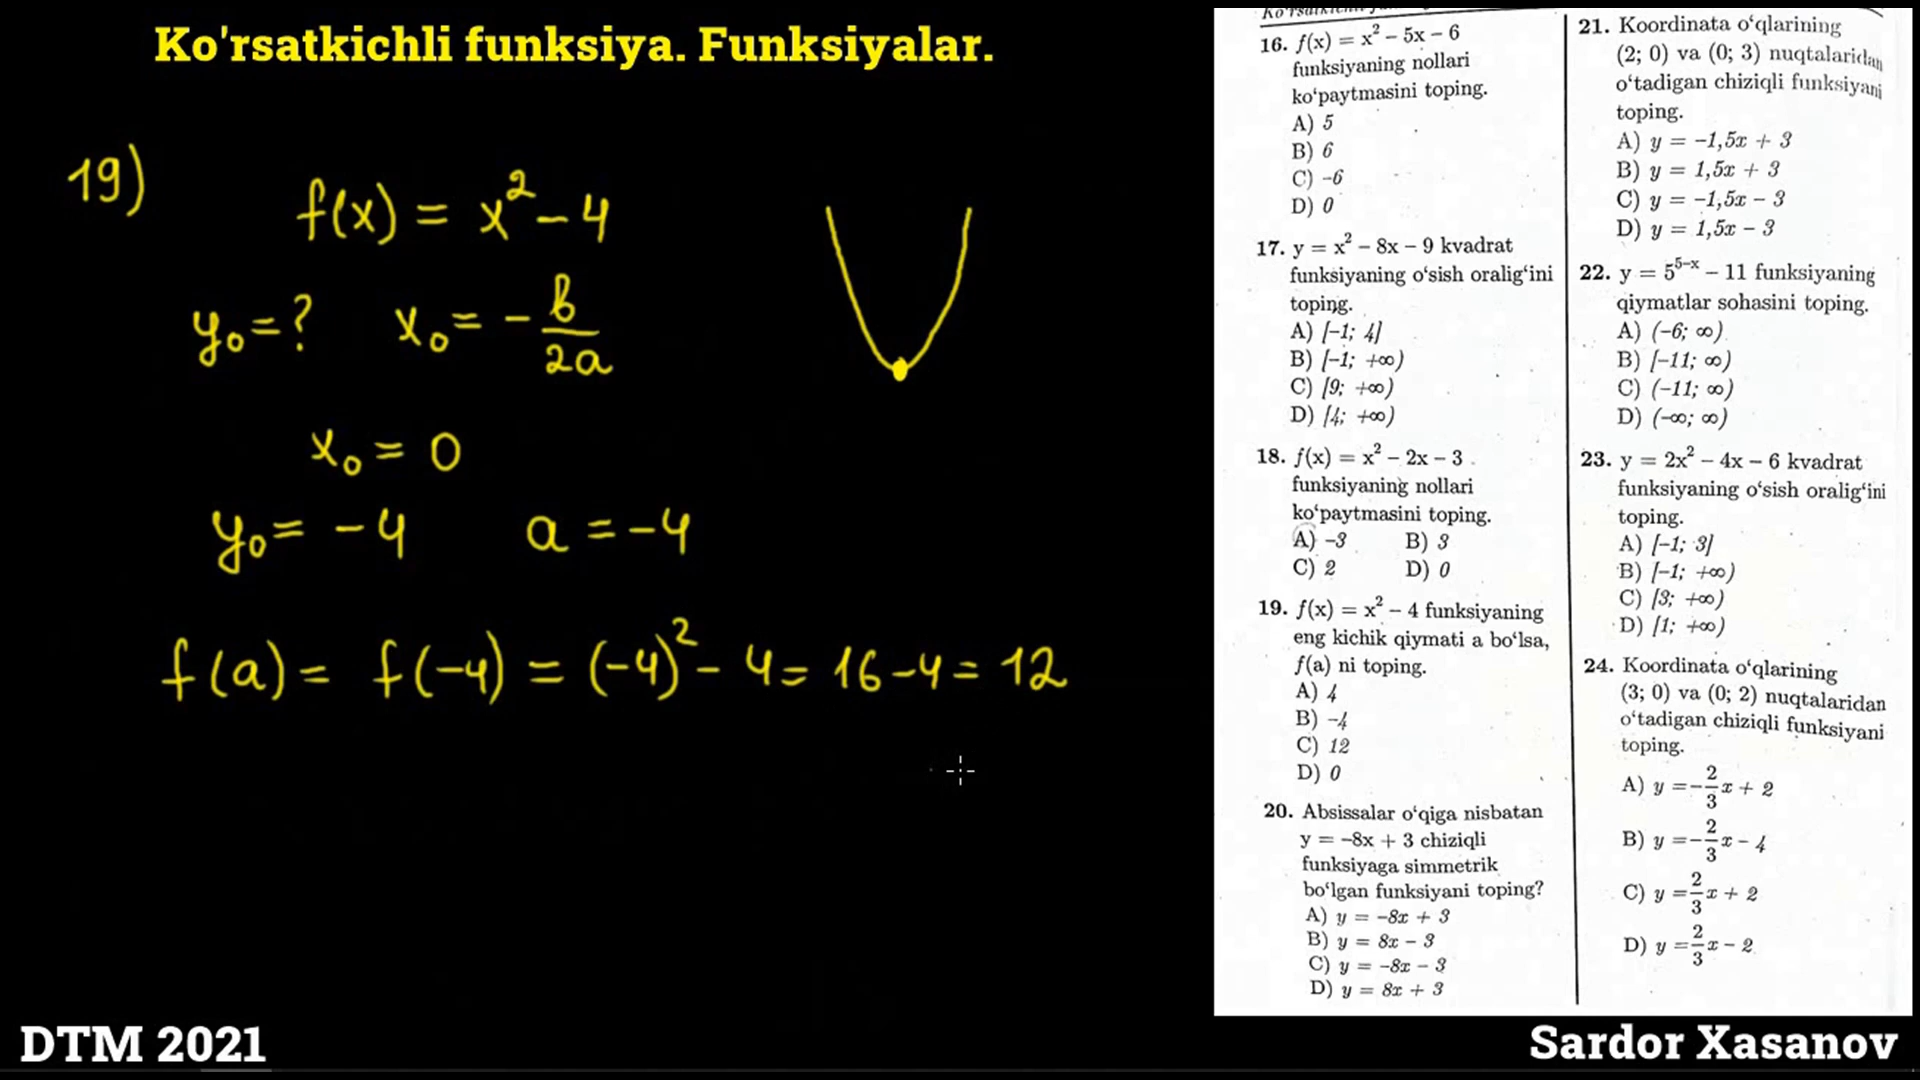 Ko'rsatkichli funksiya. Funksiyalar.
19)
f(x) = x² − 4
y₀ = ? x₀ = − b/2a
x₀ = 0
y₀ = −4 a = −4
f(a) = f(−4) = (−4)² − 4 = 16 − 4 = 12
16. f(x) = x² − 5x − 6
funksiyaning nollari
ko‘paytmasini toping.
A) 5
B) 6
C) −6
D) 0
17. y = x² − 8x − 9 kvadrat
funksiyaning o‘sish oralig‘ini
toping.
A) [−1; 4]
B) [−1; +∞)
C) [9; +∞)
D) [4; +∞)
18. f(x) = x² − 2x − 3
funksiyaning nollari
ko‘paytmasini toping.
A) −3 B) 3
C) 2 D) 0
19. f(x) = x² − 4 funksiyaning
eng kichik qiymati a bo‘lsa,
f(a) ni toping.
A) 4
B) −4
C) 12
D) 0
20. Absissalar o‘qiga nisbatan
y = −8x + 3 chiziqli
funksiyaga simmetrik
bo‘lgan funksiyani toping?
A) y = −8x + 3
B) y = 8x − 3
C) y = −8x − 3
D) y = 8x + 3
21. Koordinata o‘qlarining
(2; 0) va (0; 3) nuqtalaridan
o‘tadigan chiziqli funksiyani
toping.
A) y = −1,5x + 3
B) y = 1,5x + 3
C) y = −1,5x − 3
D) y = 1,5x − 3
22. y = 5⁵⁻ˣ − 11 funksiyaning
qiymatlar sohasini toping.
A) (−6; ∞)
B) [−11; ∞)
C) (−11; ∞)
D) (−∞; ∞)
23. y = 2x² − 4x − 6 kvadrat
funksiyaning o‘sish oralig‘ini
toping.
A) [−1; 3]
B) [−1; +∞)
C) [3; +∞)
D) [1; +∞)
24. Koordinata o‘qlarining
(3; 0) va (0; 2) nuqtalaridan
o‘tadigan chiziqli funksiyani
toping.
A) y = −2/3x + 2
B) y = −2/3x − 4
C) y = 2/3x + 2
D) y = 2/3x − 2
DTM 2021
Sardor Xasanov